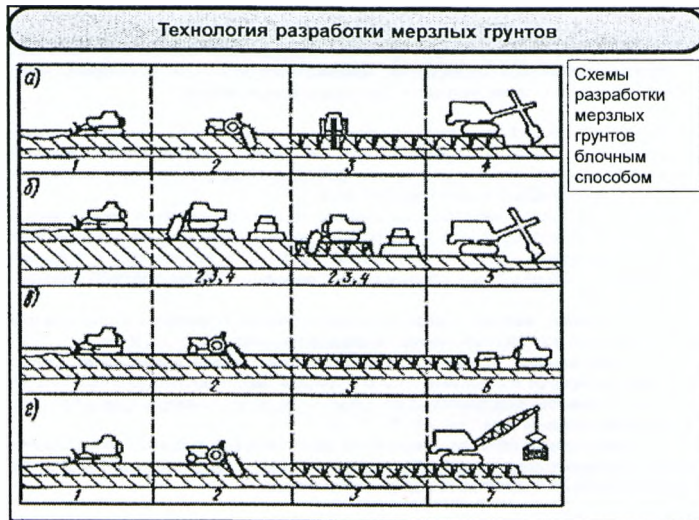 Технология разработки мерзлых грунтов
Схемы
разработки
мерзлых
грунтов
блочным
способом
а)
1 2 3 4
б)
1 2,3,4 2,3,4 5
в)
1 2 3 6
г)
1 2 3 7